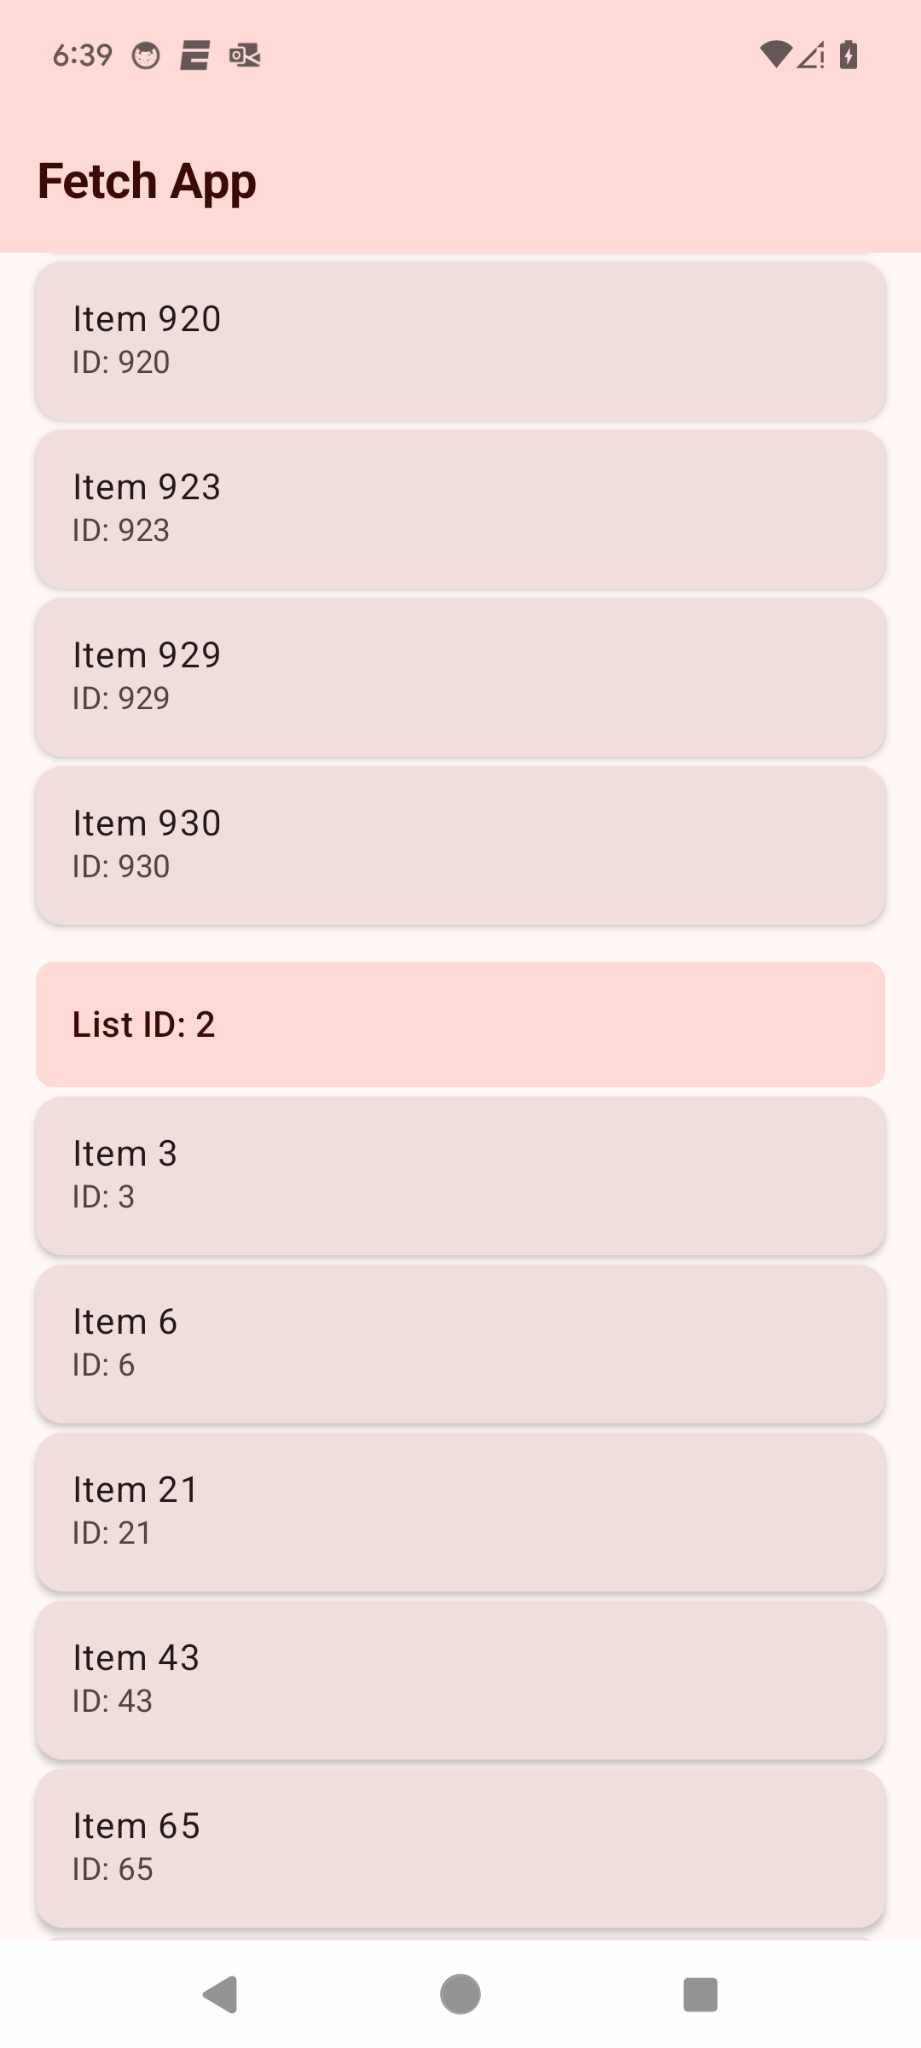 6:39
Fetch App
Item 920
ID: 920
Item 923
ID: 923
Item 929
ID: 929
Item 930
ID: 930
List ID: 2
Item 3
ID: 3
Item 6
ID: 6
Item 21
ID: 21
Item 43
ID: 43
Item 65
ID: 65